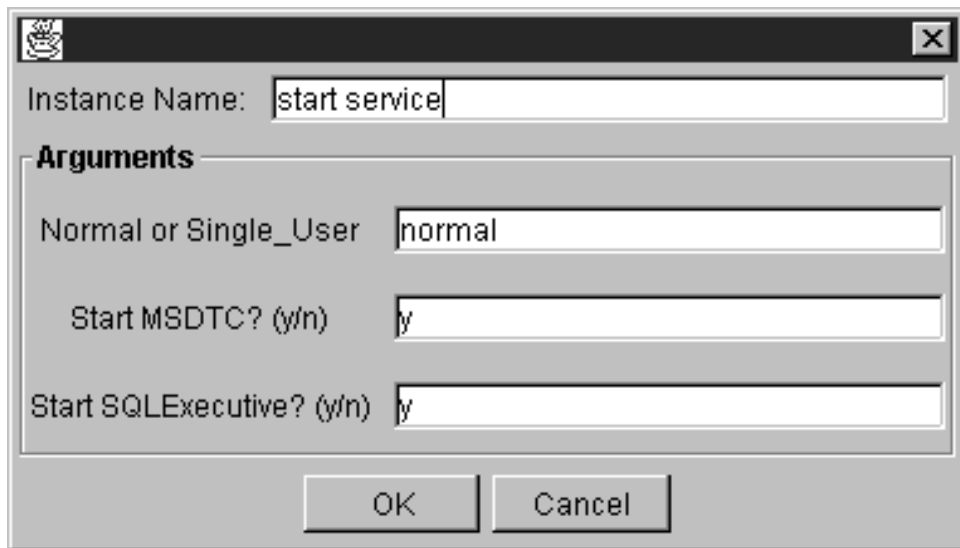 Instance Name: start service
Arguments
Normal or Single_User normal
Start MSDTC? (y/n) y
Start SQLExecutive? (y/n) y
OK Cancel